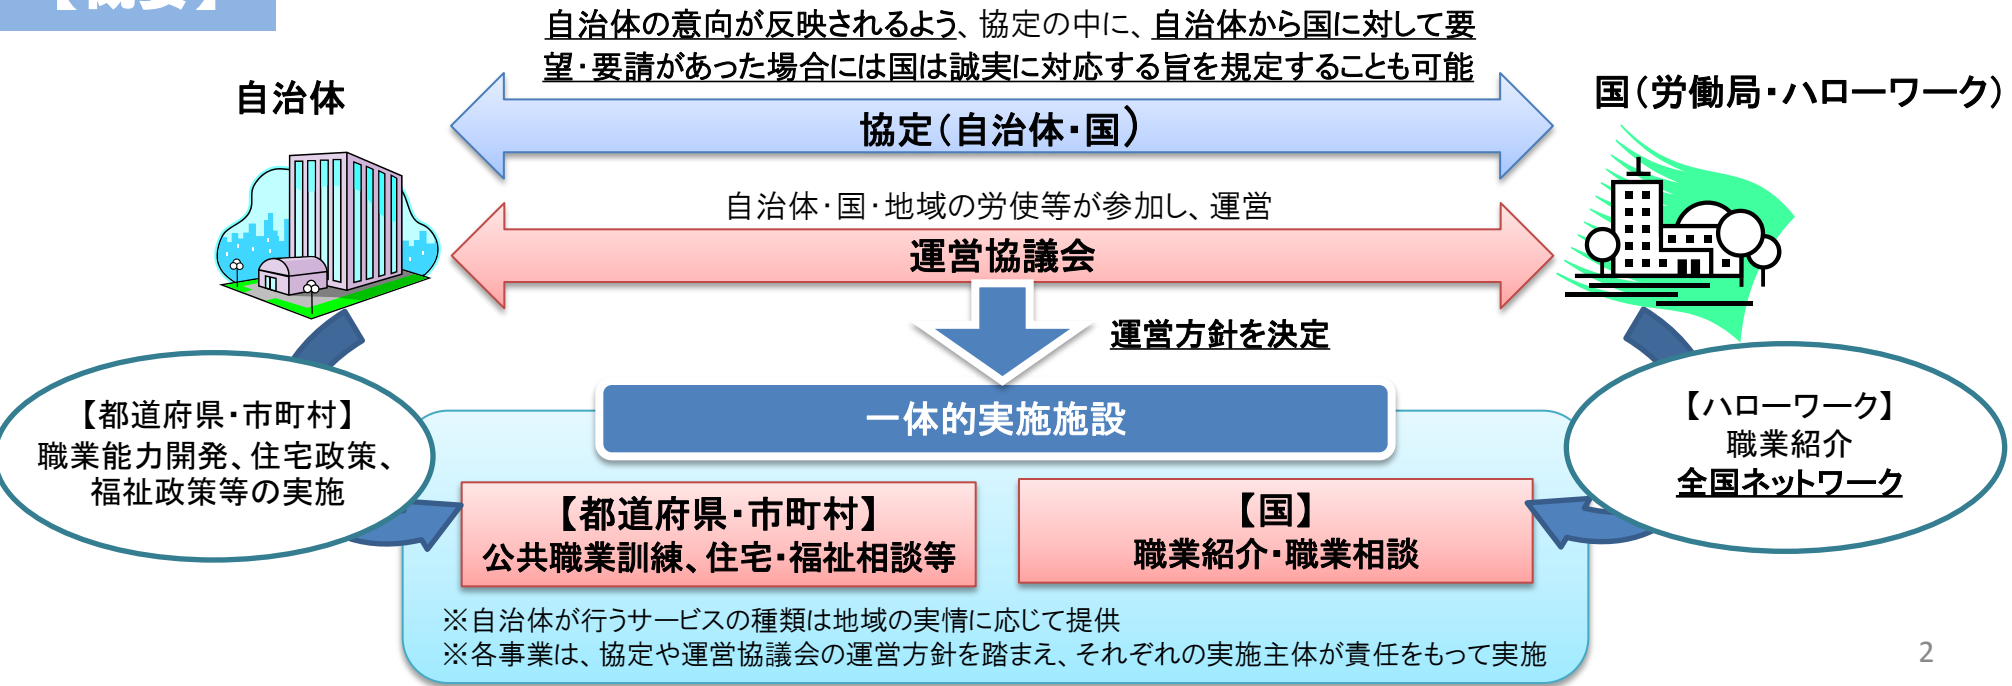 【概要】
自治体の意向が反映されるよう、協定の中に、自治体から国に対して要
望・要請があった場合には国は誠実に対応する旨を規定することも可能
自治体
国(労働局・ハローワーク)
協定(自治体・国)
自治体・国・地域の労使等が参加し、運営
運営協議会
運営方針を決定
【都道府県・市町村】
職業能力開発、住宅政策、
福祉政策等の実施
一体的実施施設
【ハローワーク】
職業紹介
全国ネットワーク
【都道府県・市町村】
公共職業訓練、住宅・福祉相談等
【国】
職業紹介・職業相談
※自治体が行うサービスの種類は地域の実情に応じて提供
※各事業は、協定や運営協議会の運営方針を踏まえ、それぞれの実施主体が責任をもって実施
2